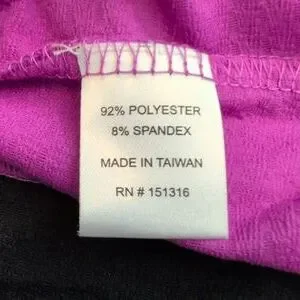 92% POLYESTER
8% SPANDEX
MADE IN TAIWAN
RN # 151316